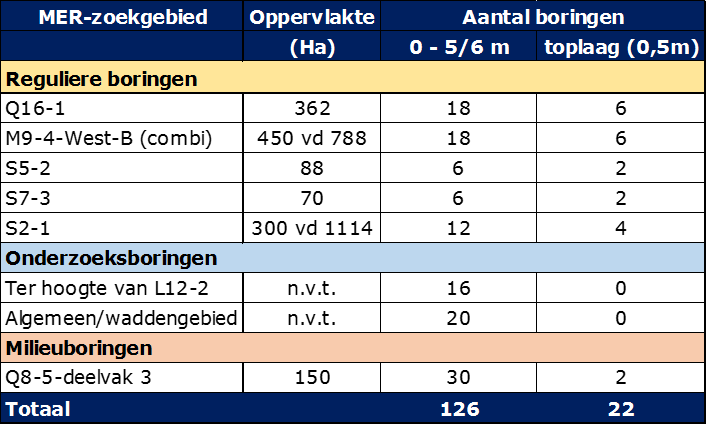 MER-zoekgebied Oppervlakte Aantal boringen
(Ha) 0 - 5/6 m toplaag (0,5m)
Reguliere boringen
Q16-1 362 18 6
M9-4-West-B (combi) 450 vd 788 18 6
S5-2 88 6 2
S7-3 70 6 2
S2-1 300 vd 1114 12 4
Onderzoeksboringen
Ter hoogte van L12-2 n.v.t. 16 0
Algemeen/waddengebied n.v.t. 20 0
Milieuboringen
Q8-5-deelvak 3 150 30 2
Totaal 126 22